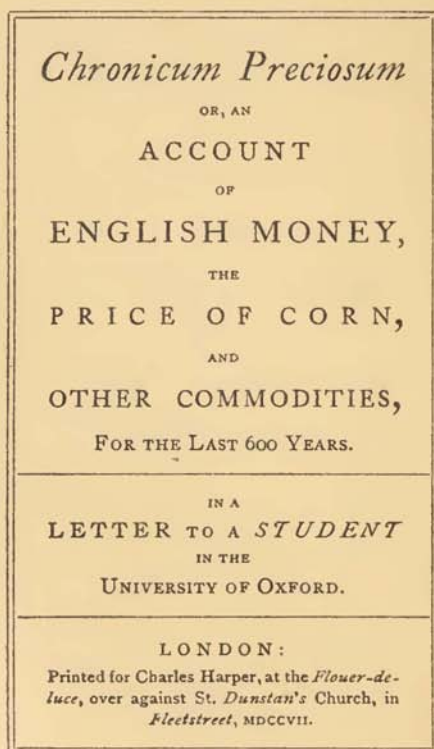 Chronicum Preciosum
OR, AN
ACCOUNT
OF
ENGLISH MONEY,
THE
PRICE OF CORN,
AND
OTHER COMMODITIES,
FOR THE LAST 600 YEARS.
IN A
LETTER TO A STUDENT
IN THE
UNIVERSITY OF OXFORD.
LONDON:
Printed for Charles Harper, at the Flouer-de-
luce, over against St. Dunstan's Church, in
Fleetstreet, MDCCVII.